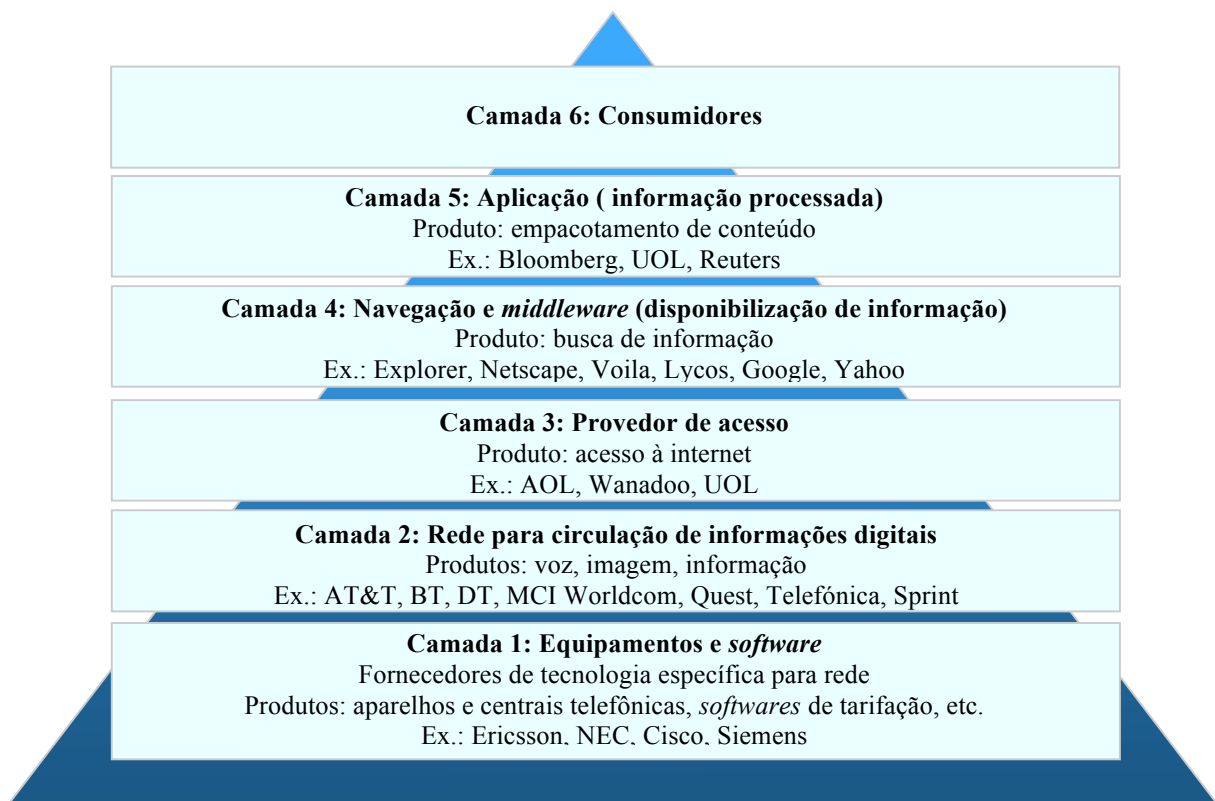 Camada 6: Consumidores
Camada 5: Aplicação ( informação processada)
Produto: empacotamento de conteúdo
Ex.: Bloomberg, UOL, Reuters
Camada 4: Navegação e middleware (disponibilização de informação)
Produto: busca de informação
Ex.: Explorer, Netscape, Voila, Lycos, Google, Yahoo
Camada 3: Provedor de acesso
Produto: acesso à internet
Ex.: AOL, Wanadoo, UOL
Camada 2: Rede para circulação de informações digitais
Produtos: voz, imagem, informação
Ex.: AT&T, BT, DT, MCI Worldcom, Quest, Telefónica, Sprint
Camada 1: Equipamentos e software
Fornecedores de tecnologia específica para rede
Produtos: aparelhos e centrais telefônicas, softwares de tarifação, etc.
Ex.: Ericsson, NEC, Cisco, Siemens